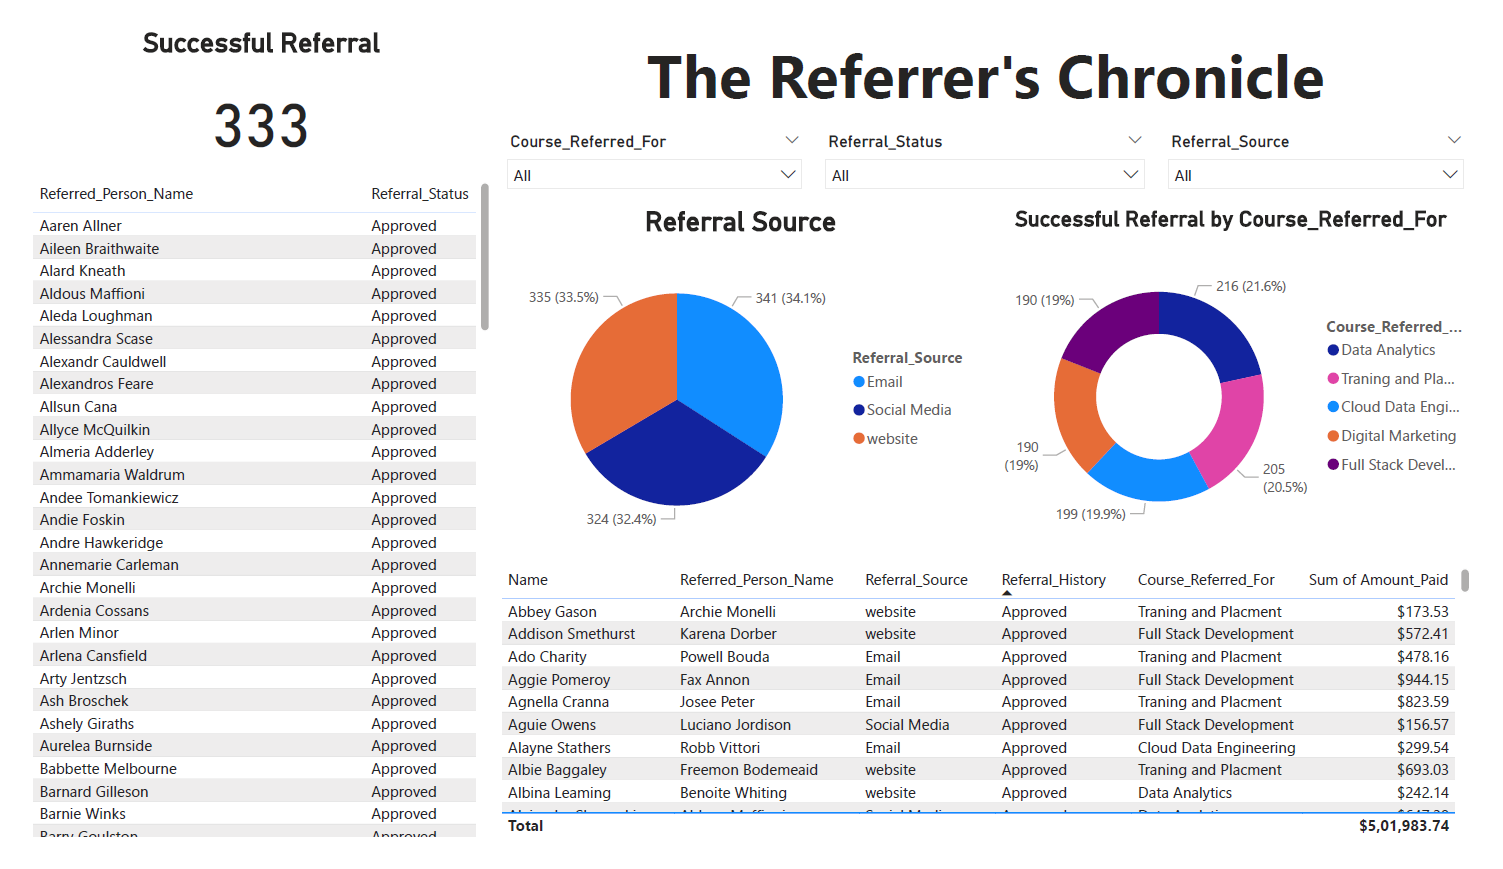 Successful Referral
333
Referred_Person_Name Referral_Status
Aaren Allner Approved
Aileen Braithwaite Approved
Alard Kneath Approved
Aldous Maffioni Approved
Aleda Loughman Approved
Alessandra Scase Approved
Alexandr Cauldwell Approved
Alexandros Feare Approved
Allsun Cana Approved
Allyce McQuilkin Approved
Almeria Adderley Approved
Ammamaria Waldrum Approved
Andee Tomankiewicz Approved
Andie Foskin Approved
Andre Hawkeridge Approved
Annemarie Carleman Approved
Archie Monelli Approved
Ardenia Cossans Approved
Arlen Minor Approved
Arlena Cansfield Approved
Arty Jentzsch Approved
Ash Broschek Approved
Ashely Giraths Approved
Aurelea Burnside Approved
Babbette Melbourne Approved
Barnard Gilleson Approved
Barnie Winks Approved
Barry Goulston Approved
The Referrer's Chronicle
Course_Referred_For Referral_Status Referral_Source
All All All
Referral Source
335 (33.5%)
341 (34.1%)
324 (32.4%)
Referral_Source
Email
Social Media
website
Successful Referral by Course_Referred_For
190 (19%)
216 (21.6%)
190
(19%)
205
(20.5%)
199 (19.9%)
Course_Referred_...
Data Analytics
Traning and Pla...
Cloud Data Engi...
Digital Marketing
Full Stack Devel...
Name Referred_Person_Name Referral_Source Referral_History Course_Referred_For Sum of Amount_Paid
Abbey Gason Archie Monelli website Approved Traning and Placment $173.53
Addison Smethurst Karena Dorber website Approved Full Stack Development $572.41
Ado Charity Powell Bouda Email Approved Traning and Placment $478.16
Aggie Pomeroy Fax Annon Email Approved Full Stack Development $944.15
Agnella Cranna Josee Peter Email Approved Traning and Placment $823.59
Aguie Owens Luciano Jordison Social Media Approved Full Stack Development $156.57
Alayne Stathers Robb Vittori Email Approved Cloud Data Engineering $299.54
Albie Baggaley Freemon Bodemeaid website Approved Traning and Placment $693.03
Albina Leaming Benoite Whiting website Approved Data Analytics $242.14
Total $5,01,983.74